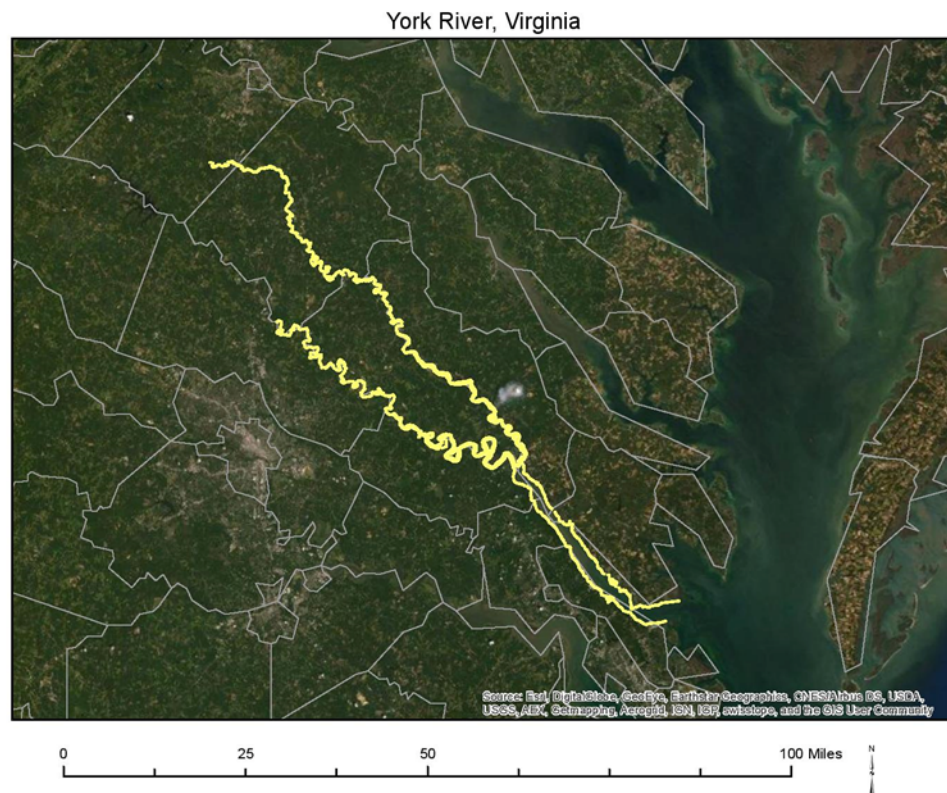 York River, Virginia
Source: Esri, DigitalGlobe, GeoEye, Earthstar Geographics, CNES/Airbus DS, USDA,
USGS, AEX, Getmapping, Aerogrid, IGN, IGP, swisstopo, and the GIS User Community
0 25 50 100 Miles
N